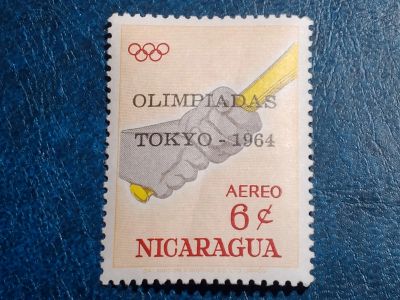 OLIMPIADAS
TOKYO - 1964
AEREO
6¢
NICARAGUA